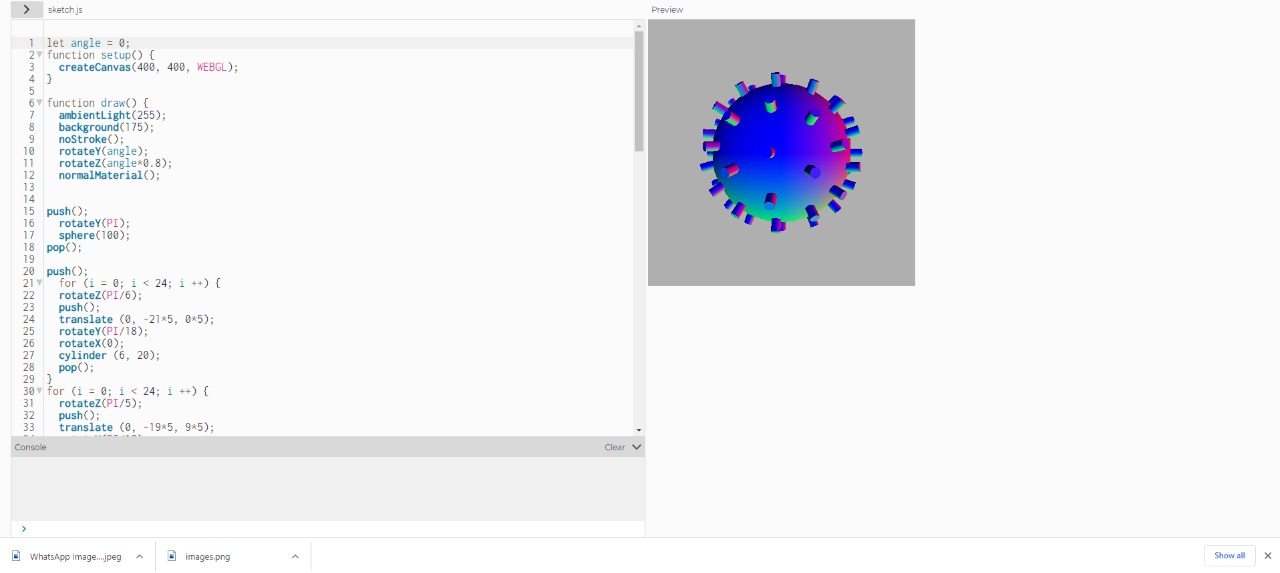 sketch.js
Preview
1 let angle = 0;
2 function setup() {
3 createCanvas(400, 400, WEBGL);
4 }
5
6 function draw() {
7 ambientLight(255);
8 background(175);
9 noStroke();
10 rotateY(angle);
11 rotateZ(angle*0.8);
12 normalMaterial();
13
14
15 push();
16 rotateY(PI);
17 sphere(100);
18 pop();
19
20 push();
21 for (i = 0; i < 24; i ++) {
22 rotateZ(PI/6);
23 push();
24 translate (0, -21*5, 0*5);
25 rotateY(PI/18);
26 rotateX(0);
27 cylinder (6, 20);
28 pop();
29 }
30 for (i = 0; i < 24; i ++) {
31 rotateZ(PI/5);
32 push();
33 translate (0, -19*5, 9*5);
Console
Clear
WhatsApp Image....jpeg
images.png
Show all